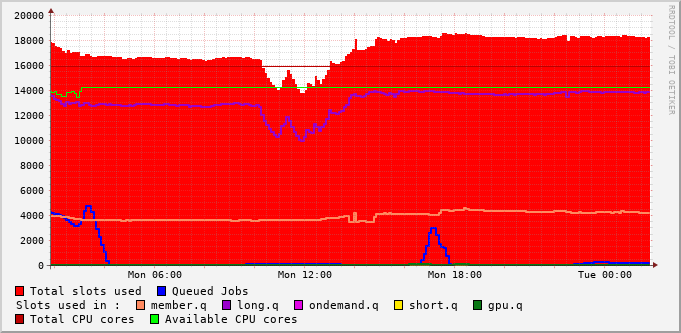 20000
18000
16000
14000
12000
10000
8000
6000
4000
2000
0
Mon 06:00 Mon 12:00 Mon 18:00 Tue 00:00
Total slots used Queued Jobs
Slots used in : member.q long.q ondemand.q short.q gpu.q
Total CPU cores Available CPU cores
RRDTOOL / TOBI OETIKER